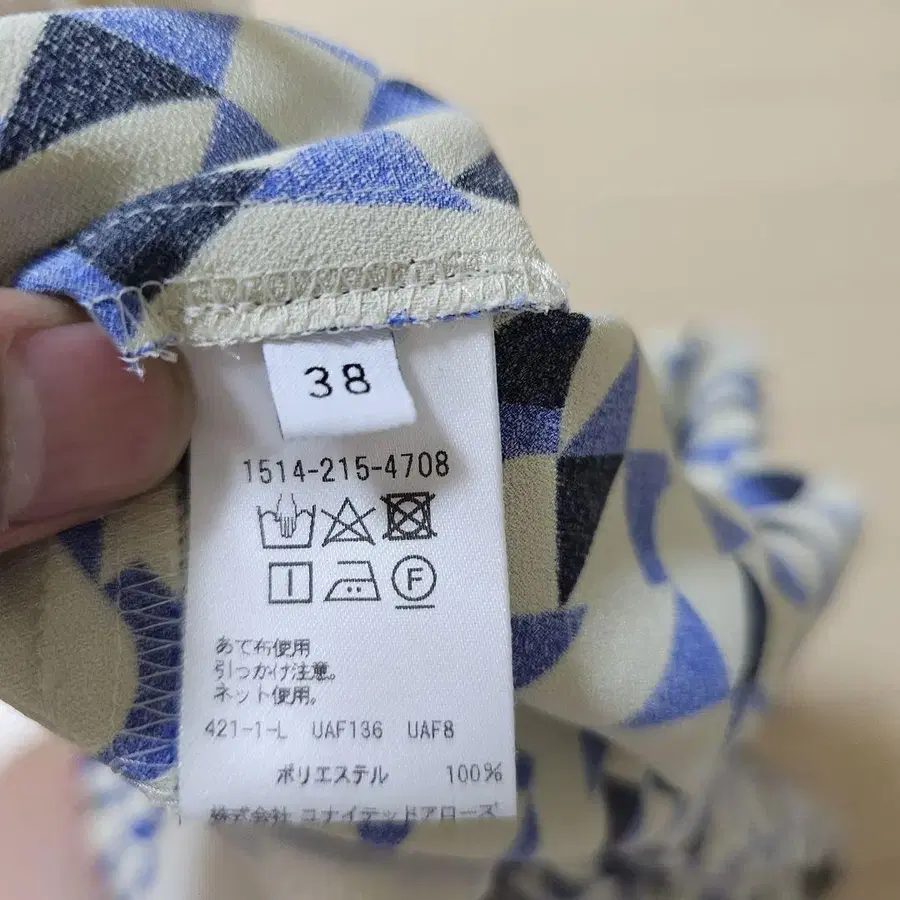 38
1514-215-4708
F
あて布使用
引っかけ注意。
ネット使用。
421-1-L UAF136 UAF8
ポリエステル 100%
株式会社 ユナイテッドアローズ